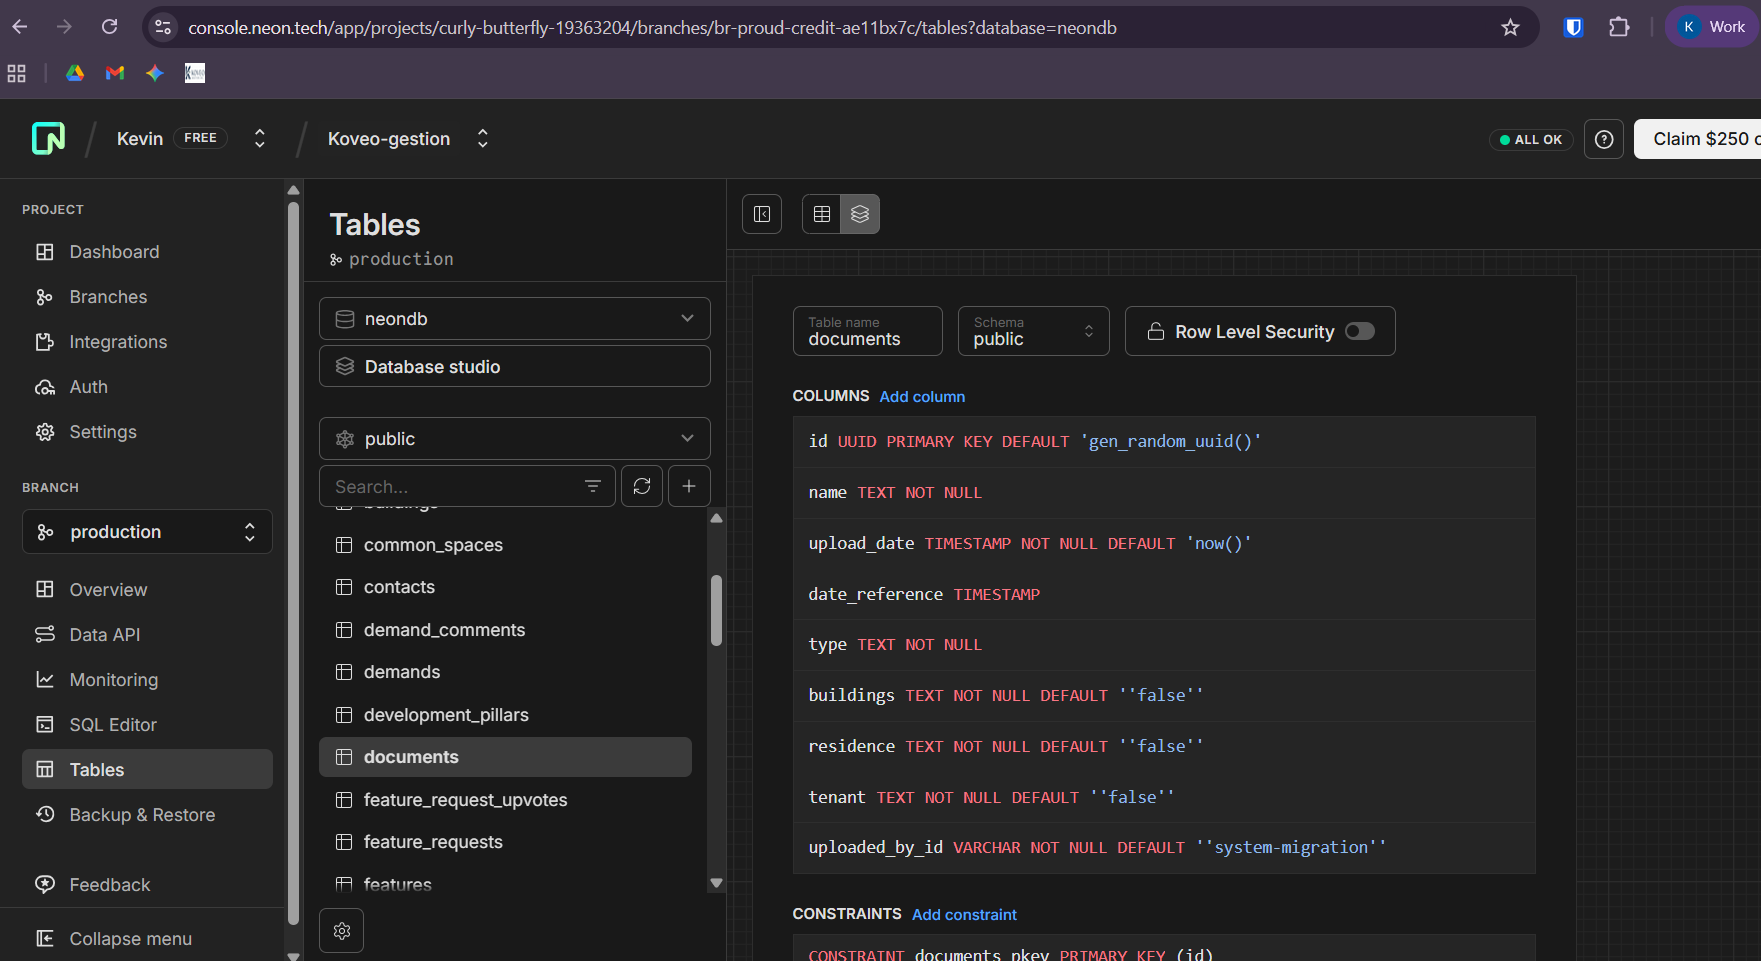 console.neon.tech/app/projects/curly-butterfly-19363204/branches/br-proud-credit-ae11bx7c/tables?database=neondb
K Work
Kevin FREE
Koveo-gestion
ALL OK
Claim $250
PROJECT
Dashboard
Branches
Integrations
Auth
Settings
BRANCH
production
Overview
Data API
Monitoring
SQL Editor
Tables
Backup & Restore
Feedback
Collapse menu
Tables
production
neondb
Database studio
public
Search...
buildings
common_spaces
contacts
demand_comments
demands
development_pillars
documents
feature_request_upvotes
feature_requests
features
Table name
documents
Schema
public
Row Level Security
COLUMNS Add column
id UUID PRIMARY KEY DEFAULT 'gen_random_uuid()'
name TEXT NOT NULL
upload_date TIMESTAMP NOT NULL DEFAULT 'now()'
date_reference TIMESTAMP
type TEXT NOT NULL
buildings TEXT NOT NULL DEFAULT ''false''
residence TEXT NOT NULL DEFAULT ''false''
tenant TEXT NOT NULL DEFAULT ''false''
uploaded_by_id VARCHAR NOT NULL DEFAULT ''system-migration''
CONSTRAINTS Add constraint
CONSTRAINT documents_pkey PRIMARY KEY (id)